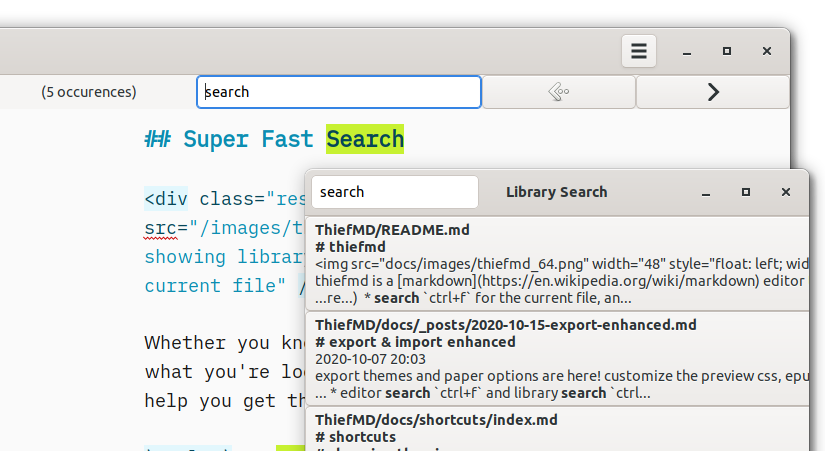 (5 occurences) search
## Super Fast Search
<div class="res
src="/images/t
showing library
current file" /
Whether you kn
what you're lo
help you get th
search Library Search
ThiefMD/README.md
# thiefmd
<img src="docs/images/thiefmd_64.png" width="48" style="float: left; wid
thiefmd is a [markdown](https://en.wikipedia.org/wiki/markdown) editor
...re...) * search `ctrl+f` for the current file, an...
ThiefMD/docs/_posts/2020-10-15-export-enhanced.md
# export & import enhanced
2020-10-07 20:03
export themes and paper options are here! customize the preview css, epu
... * editor search `ctrl+f` and library search `ctrl...
ThiefMD/docs/shortcuts/index.md
# shortcuts